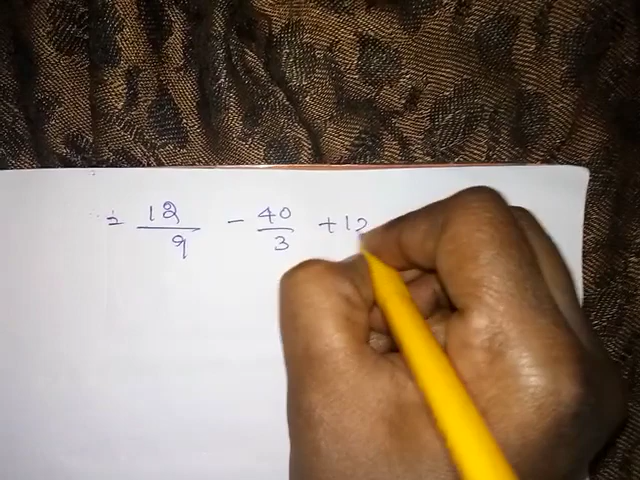 = 12/9 - 40/3 + 12